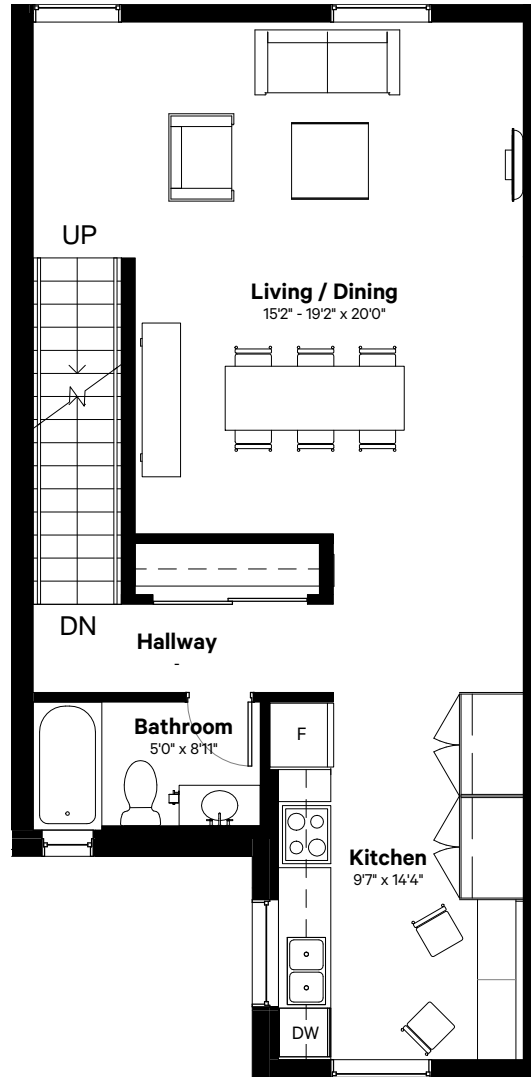 UP
Living / Dining
15'2" - 19'2" x 20'0"
DN
Hallway
-
Bathroom
5'0" x 8'11"
F
Kitchen
9'7" x 14'4"
DW